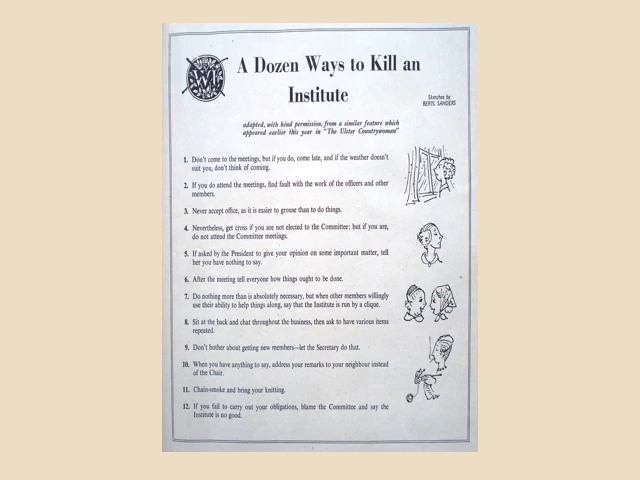 WI
A Dozen Ways to Kill an
Institute
Sketches by
BERYL SANDERS
adapted, with kind permission, from a similar feature which
appeared earlier this year in "The Ulster Countrywoman"
1. Don't come to the meetings, but if you do, come late, and if the weather doesn't
suit you, don't think of coming.
2. If you do attend the meetings, find fault with the work of the officers and other
members.
3. Never accept office, as it is easier to grouse than to do things.
4. Nevertheless, get cross if you are not elected to the Committee: but if you are,
do not attend the Committee meetings.
5. If asked by the President to give your opinion on some important matter, tell
her you have nothing to say.
6. After the meeting tell everyone how things ought to be done.
7. Do nothing more than is absolutely necessary, but when other members willingly
use their ability to help things along, say that the Institute is run by a clique.
8. Sit at the back and chat throughout the business, then ask to have various items
repeated.
9. Don't bother about getting new members—let the Secretary do that.
10. When you have anything to say, address your remarks to your neighbour instead
of the Chair.
11. Chain-smoke and bring your knitting.
12. If you fail to carry out your obligations, blame the Committee and say the
Institute is no good.